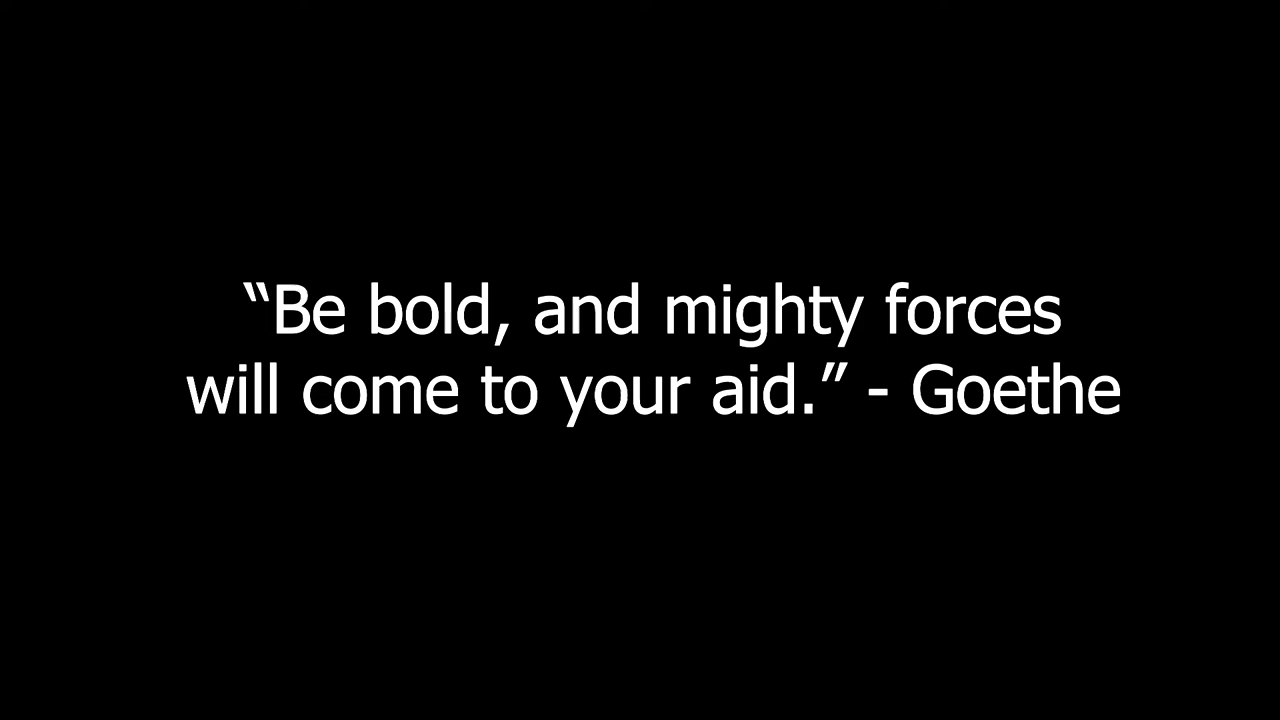 “Be bold, and mighty forces
will come to your aid.” - Goethe